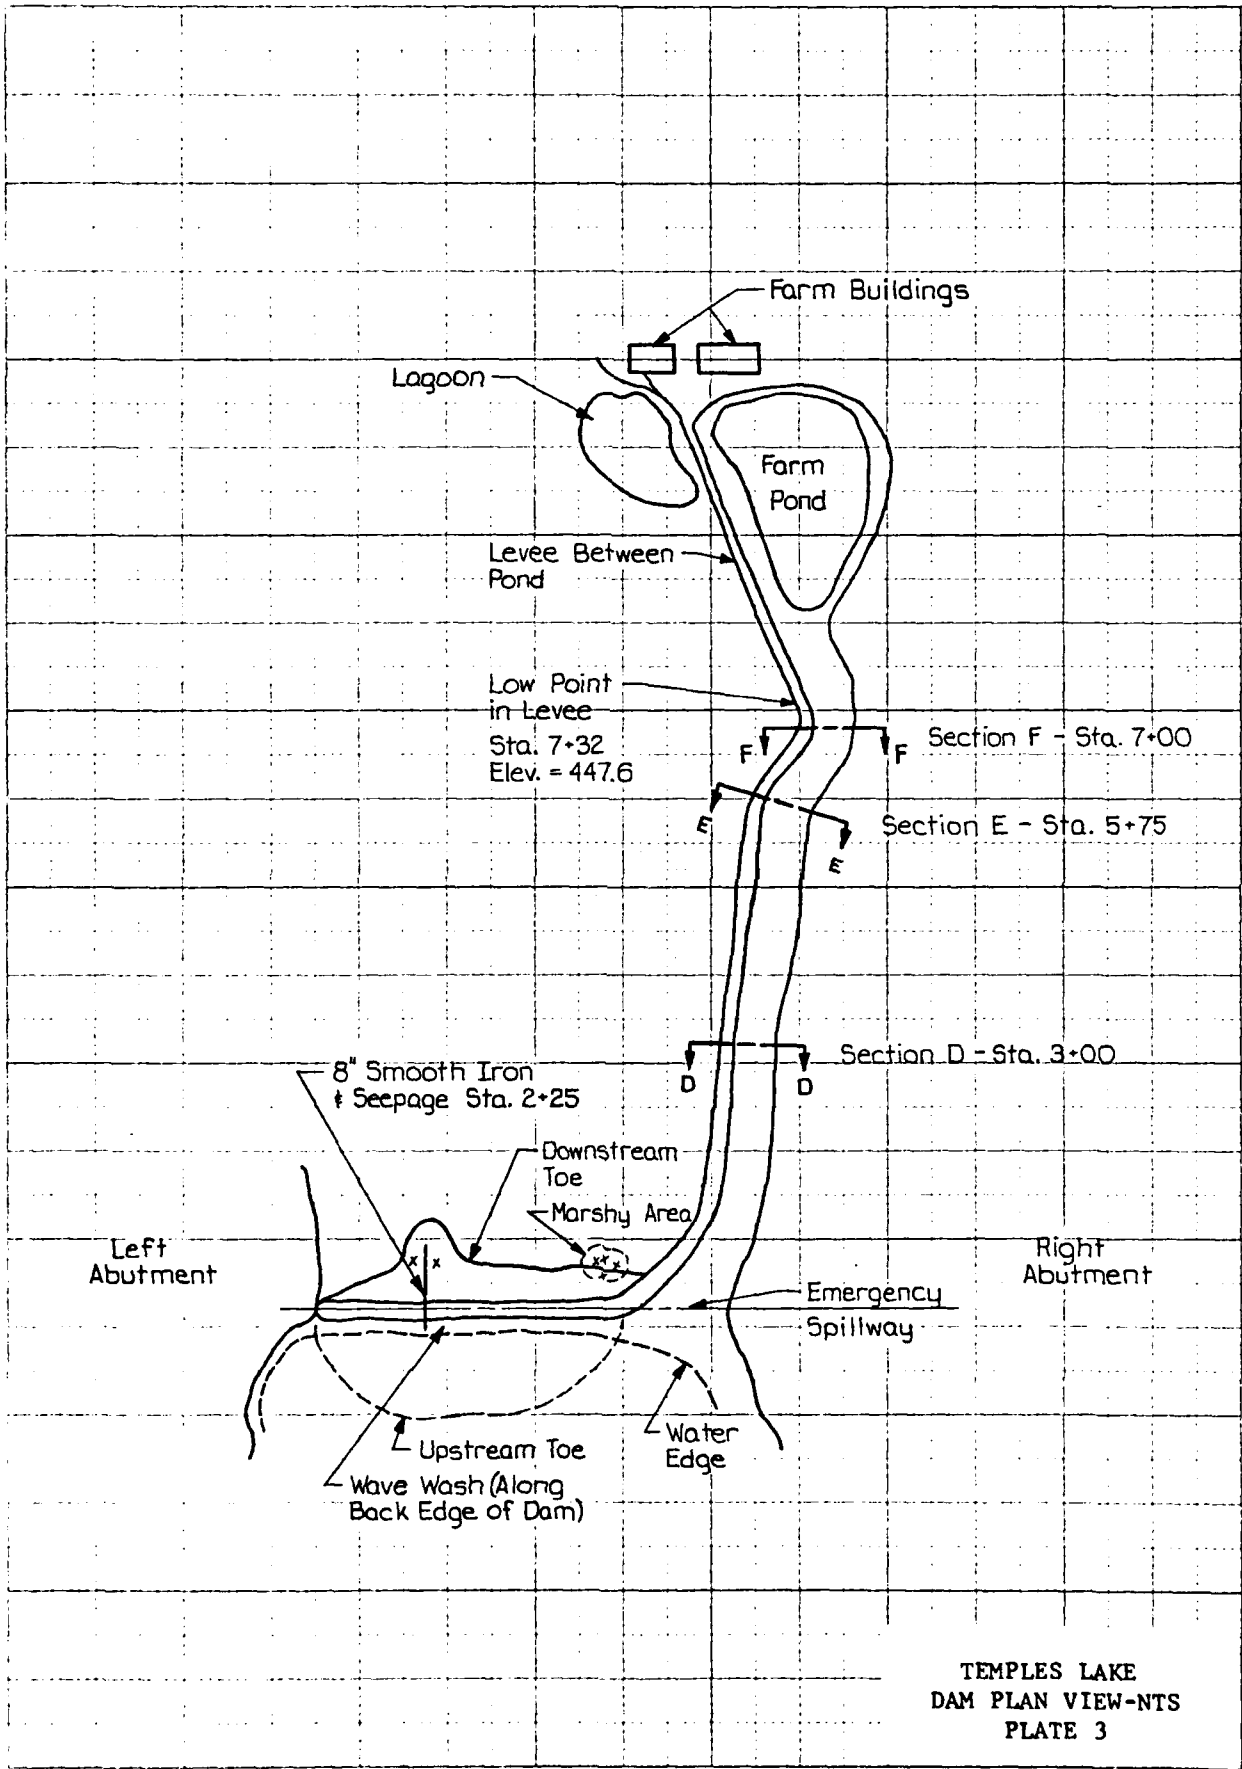 Farm Buildings
Lagoon
Farm
Pond
Levee Between
Pond
Low Point
in Levee
Sta. 7+32
Elev. = 447.6
F
F
Section F - Sta. 7+00
E
E
Section E - Sta. 5+75
D
D
Section D - Sta. 3+00
8" Smooth Iron
& Seepage Sta. 2+25
Downstream
Toe
Marshy Area
Left
Abutment
Right
Abutment
Emergency
Spillway
Water
Edge
Upstream Toe
Wave Wash (Along
Back Edge of Dam)
TEMPLES LAKE
DAM PLAN VIEW-NTS
PLATE 3